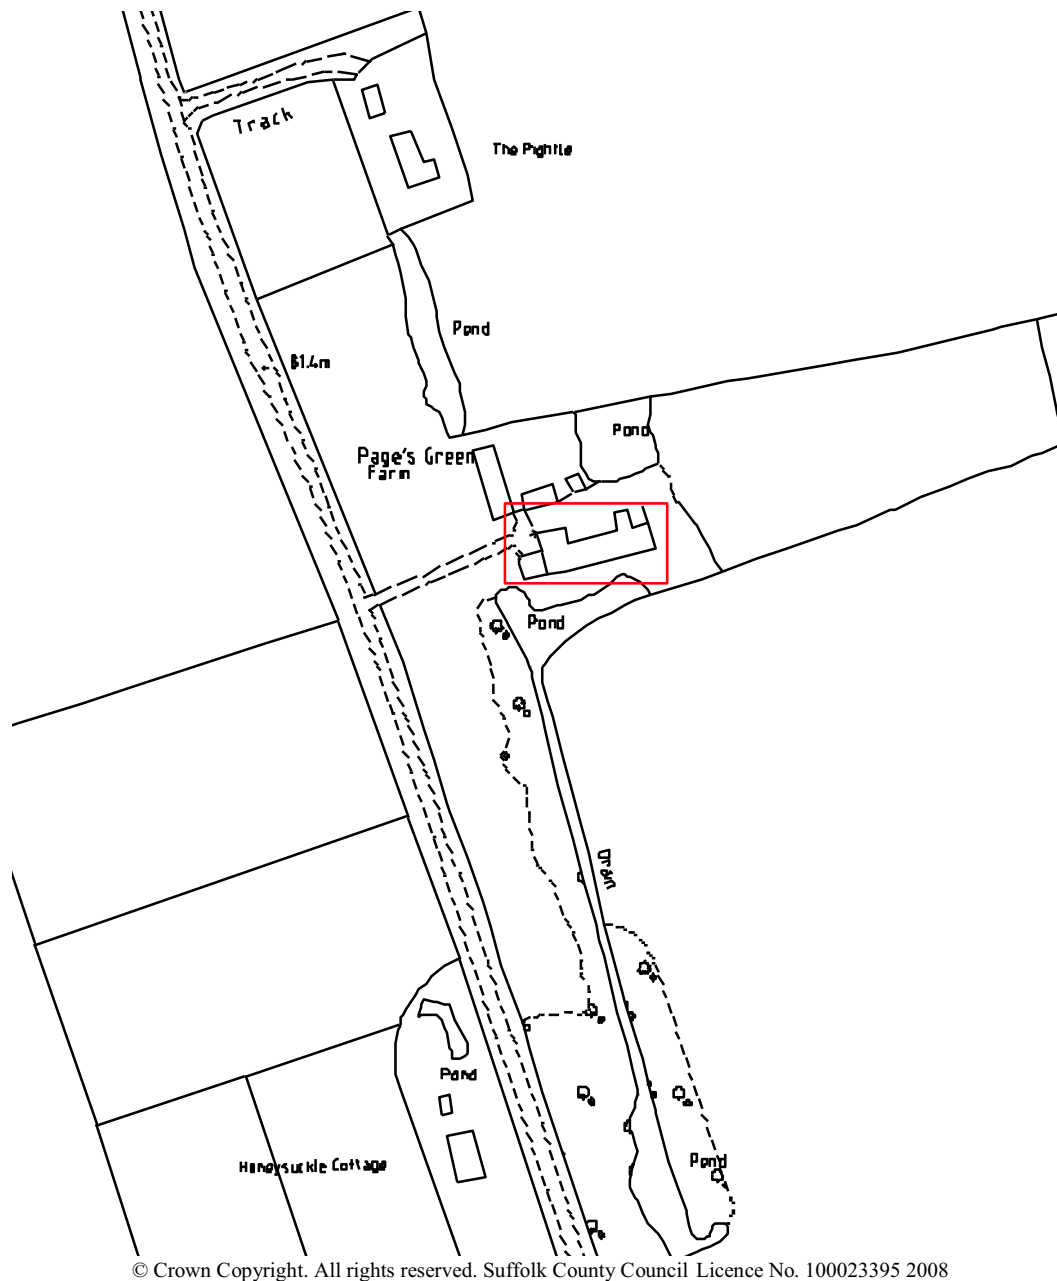 Track
The Pightle
Pond
61.4m
Pond
Page's Green
Farm
Pond
Drain
Pond
Honeysuckle Cottage
Pond
© Crown Copyright. All rights reserved. Suffolk County Council Licence No. 100023395 2008